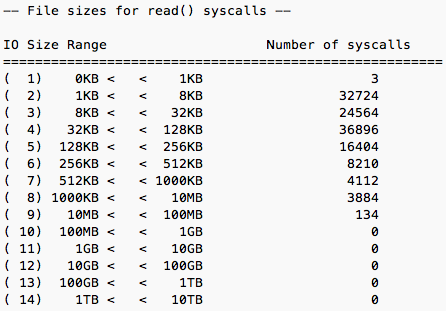 —— File sizes for read() syscalls ——
IO Size Range                    Number of syscalls
=======================================================
(  1)    0KB <   <    1KB                     3
(  2)    1KB <   <    8KB                 32724
(  3)    8KB <   <   32KB                 24564
(  4)   32KB <   <  128KB                 36896
(  5)  128KB <   <  256KB                 16404
(  6)  256KB <   <  512KB                  8210
(  7)  512KB <   < 1000KB                  4112
(  8) 1000KB <   <   10MB                  3884
(  9)   10MB <   <  100MB                   134
( 10)  100MB <   <    1GB                     0
( 11)    1GB <   <   10GB                     0
( 12)   10GB <   <  100GB                     0
( 13)  100GB <   <    1TB                     0
( 14)    1TB <   <   10TB                     0